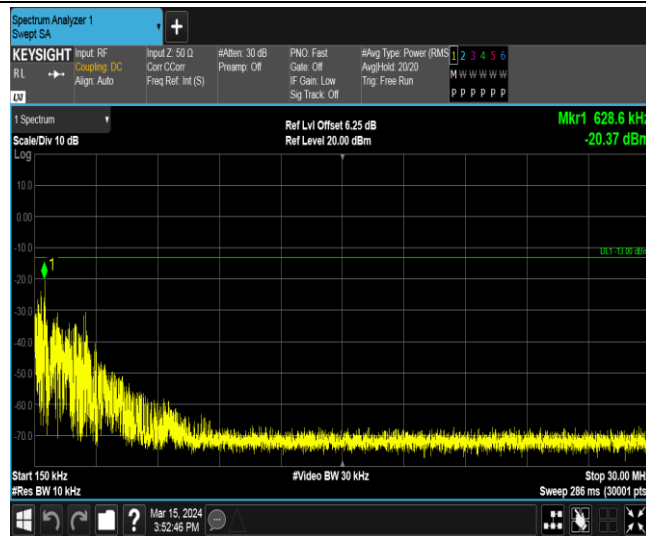 Spectrum Analyzer 1
Swept SA
KEYSIGHT
RL
LXI
Input: RF
Coupling: DC
Align: Auto
Input Z: 50 Ω
Corr CCorr
Freq Ref: Int (S)
#Atten: 30 dB
Preamp: Off
PNO: Fast
Gate: Off
IF Gain: Low
Sig Track: Off
#Avg Type: Power (RMS
Avg|Hold: 20/20
Trig: Free Run
1 2 3 4 5 6
M W W W W W
P P P P P P
1 Spectrum
Scale/Div 10 dB
Ref Lvl Offset 6.25 dB
Ref Level 20.00 dBm
Mkr1 628.6 kHz
-20.37 dBm
Log
10.0
0.00
-10.0
DL1 -13.00 dBm
1
-20.0
-30.0
-40.0
-50.0
-60.0
-70.0
Start 150 kHz
#Video BW 30 kHz
Stop 30.00 MHz
#Res BW 10 kHz
Sweep 286 ms (30001 pts)
?
Mar 15, 2024
3:52:46 PM